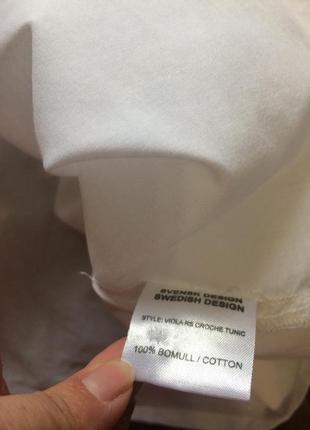 SVENSK DESIGN
SWEDISH DESIGN
STYLE: VIOLA RS CROCHE TUNIC
100% BOMULL / COTTON